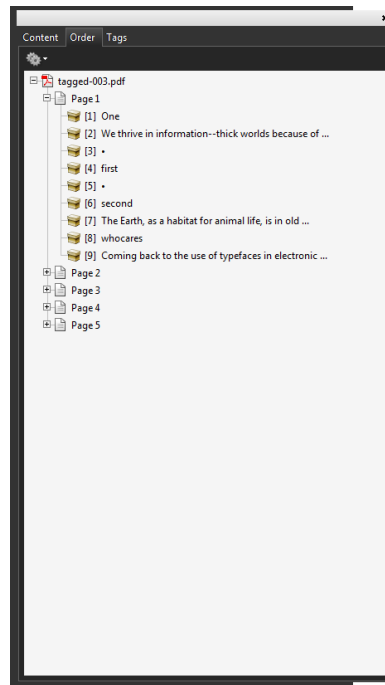 Content Order Tags
tagged-003.pdf
Page 1
[1] One
[2] We thrive in information--thick worlds because of ...
[3] •
[4] first
[5] •
[6] second
[7] The Earth, as a habitat for animal life, is in old ...
[8] whocares
[9] Coming back to the use of typefaces in electronic ...
Page 2
Page 3
Page 4
Page 5